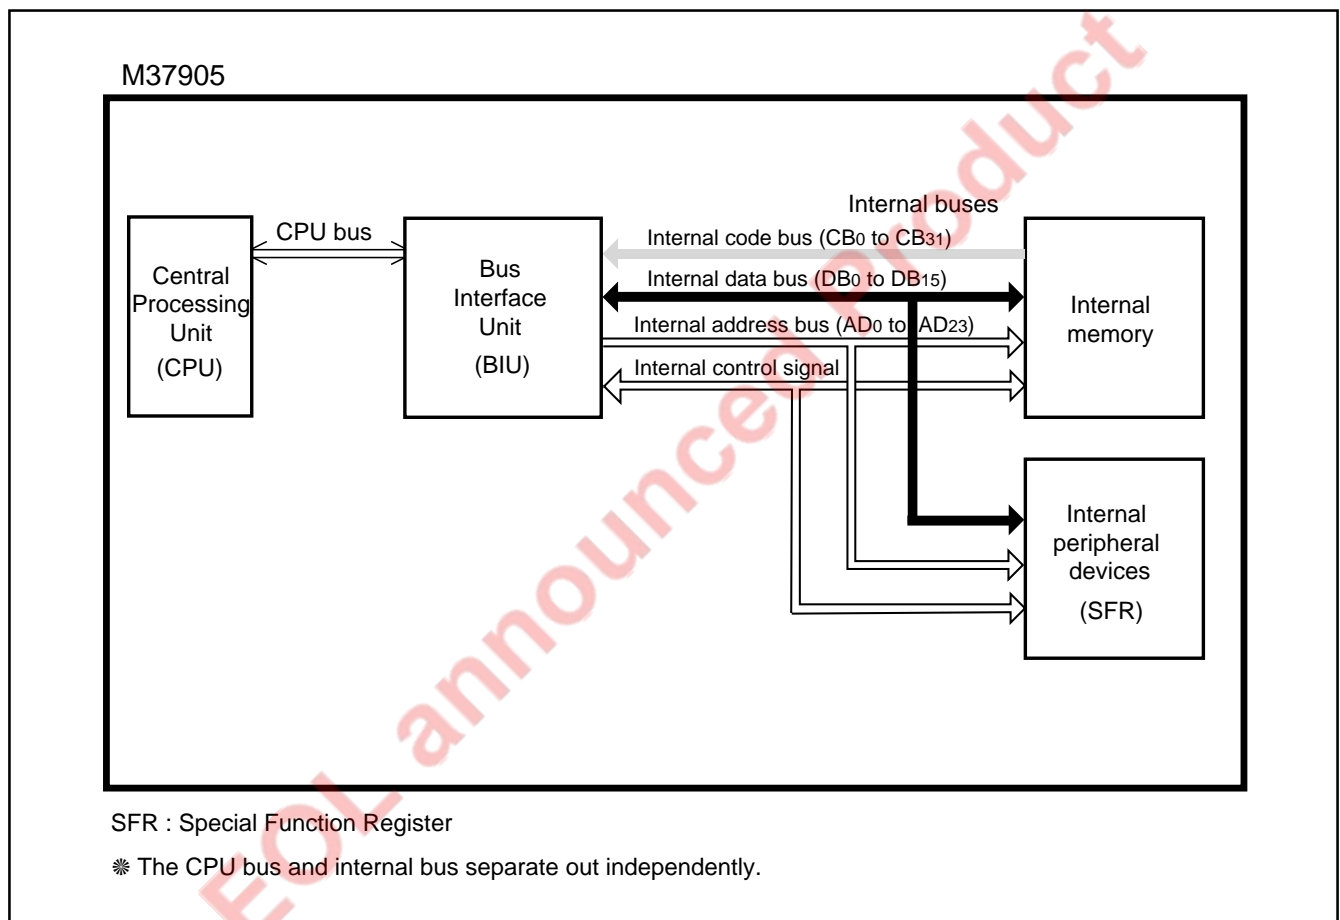 M37905
Internal buses
CPU bus
Internal code bus (CB0 to CB31)
Internal data bus (DB0 to DB15)
Internal address bus (AD0 to AD23)
Internal control signal
Central
Processing
Unit
(CPU)
Bus
Interface
Unit
(BIU)
Internal
memory
Internal
peripheral
devices
(SFR)
SFR : Special Function Register
❊ The CPU bus and internal bus separate out independently.
EOL announced Product